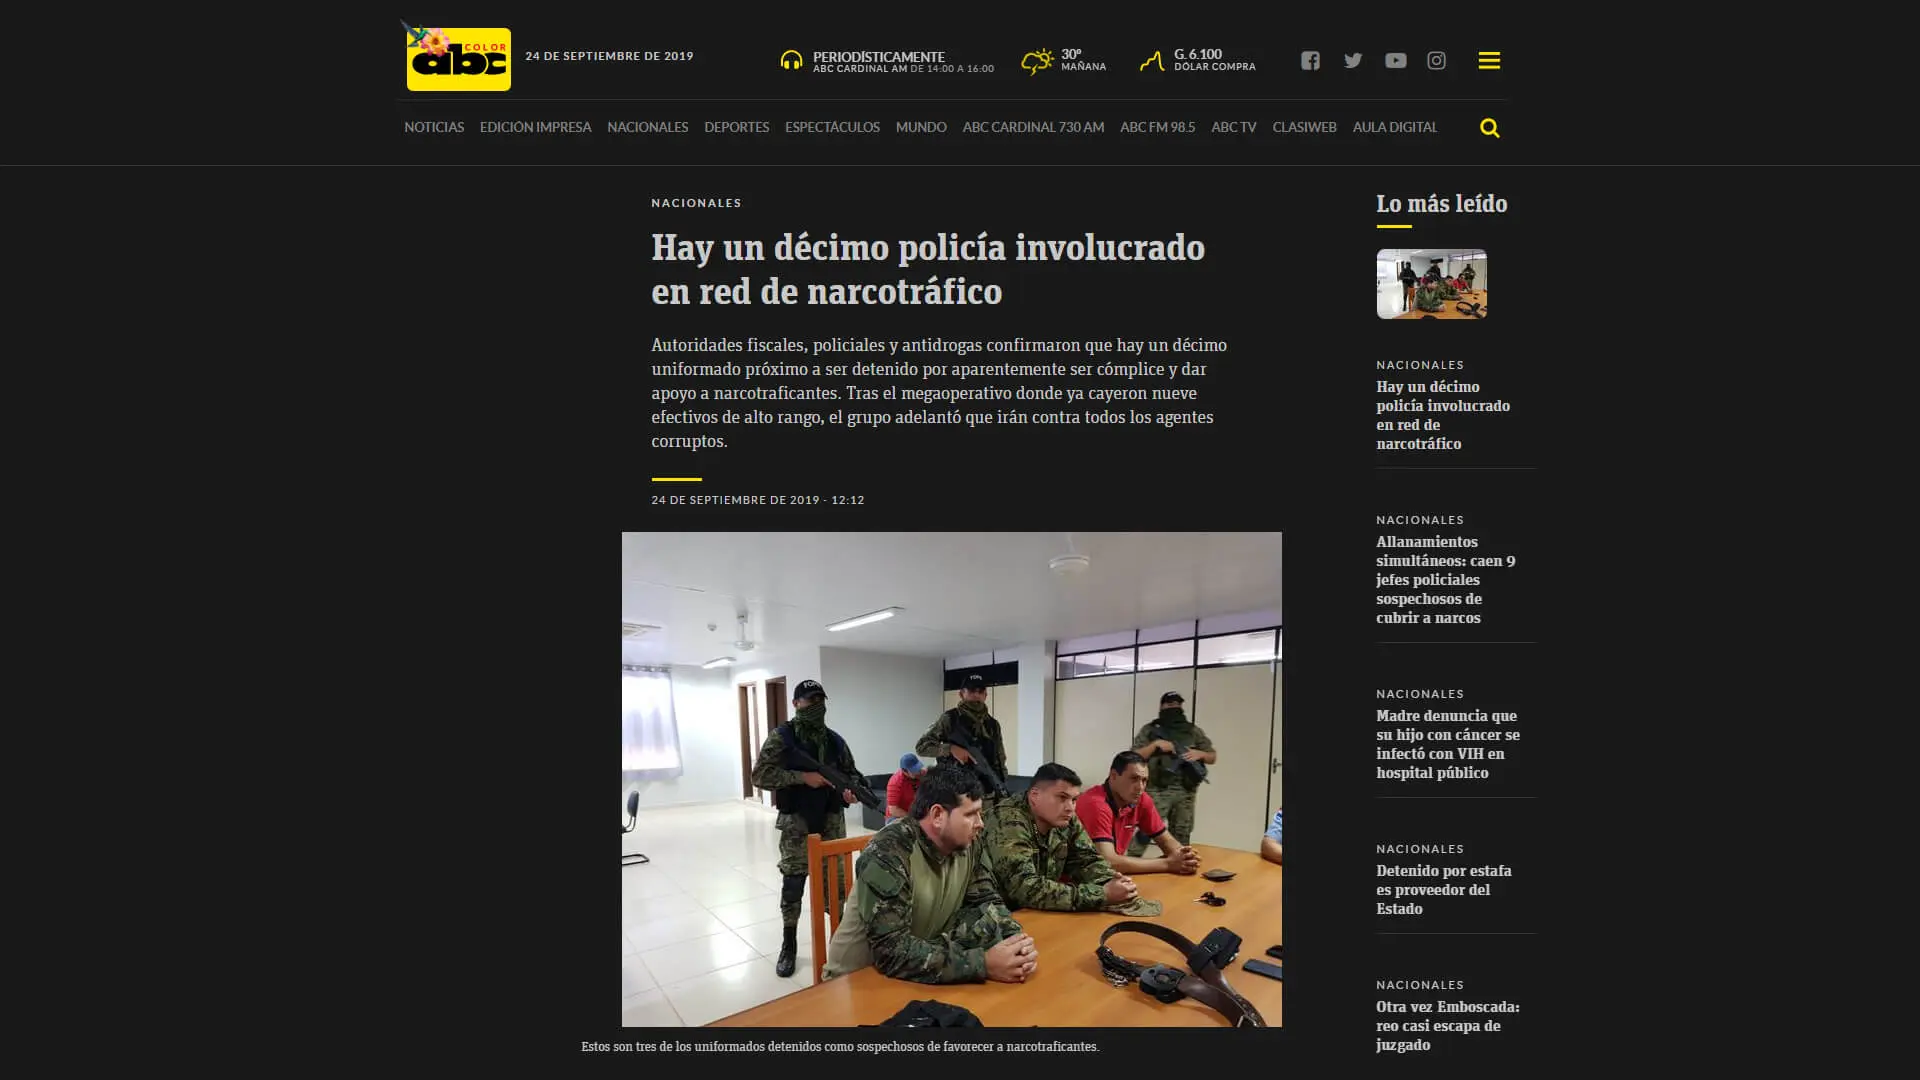 COLOR
abc
24 DE SEPTIEMBRE DE 2019
PERIODÍSTICAMENTE
ABC CARDINAL AM DE 14:00 A 16:00
30º
MAÑANA
G. 6.100
DÓLAR COMPRA
NOTICIAS EDICIÓN IMPRESA NACIONALES DEPORTES ESPECTÁCULOS MUNDO ABC CARDINAL 730 AM ABC FM 98.5 ABC TV CLASIWEB AULA DIGITAL
NACIONALES
Hay un décimo policía involucrado
en red de narcotráfico
Autoridades fiscales, policiales y antidrogas confirmaron que hay un décimo
uniformado próximo a ser detenido por aparentemente ser cómplice y dar
apoyo a narcotraficantes. Tras el megaoperativo donde ya cayeron nueve
efectivos de alto rango, el grupo adelantó que irán contra todos los agentes
corruptos.
24 DE SEPTIEMBRE DE 2019 - 12:12
Estos son tres de los uniformados detenidos como sospechosos de favorecer a narcotraficantes.
Lo más leído
NACIONALES
Hay un décimo
policía involucrado
en red de
narcotráfico
NACIONALES
Allanamientos
simultáneos: caen 9
jefes policiales
sospechosos de
cubrir a narcos
NACIONALES
Madre denuncia que
su hijo con cáncer se
infectó con VIH en
hospital público
NACIONALES
Detenido por estafa
es proveedor del
Estado
NACIONALES
Otra vez Emboscada:
reo casi escapa de
juzgado